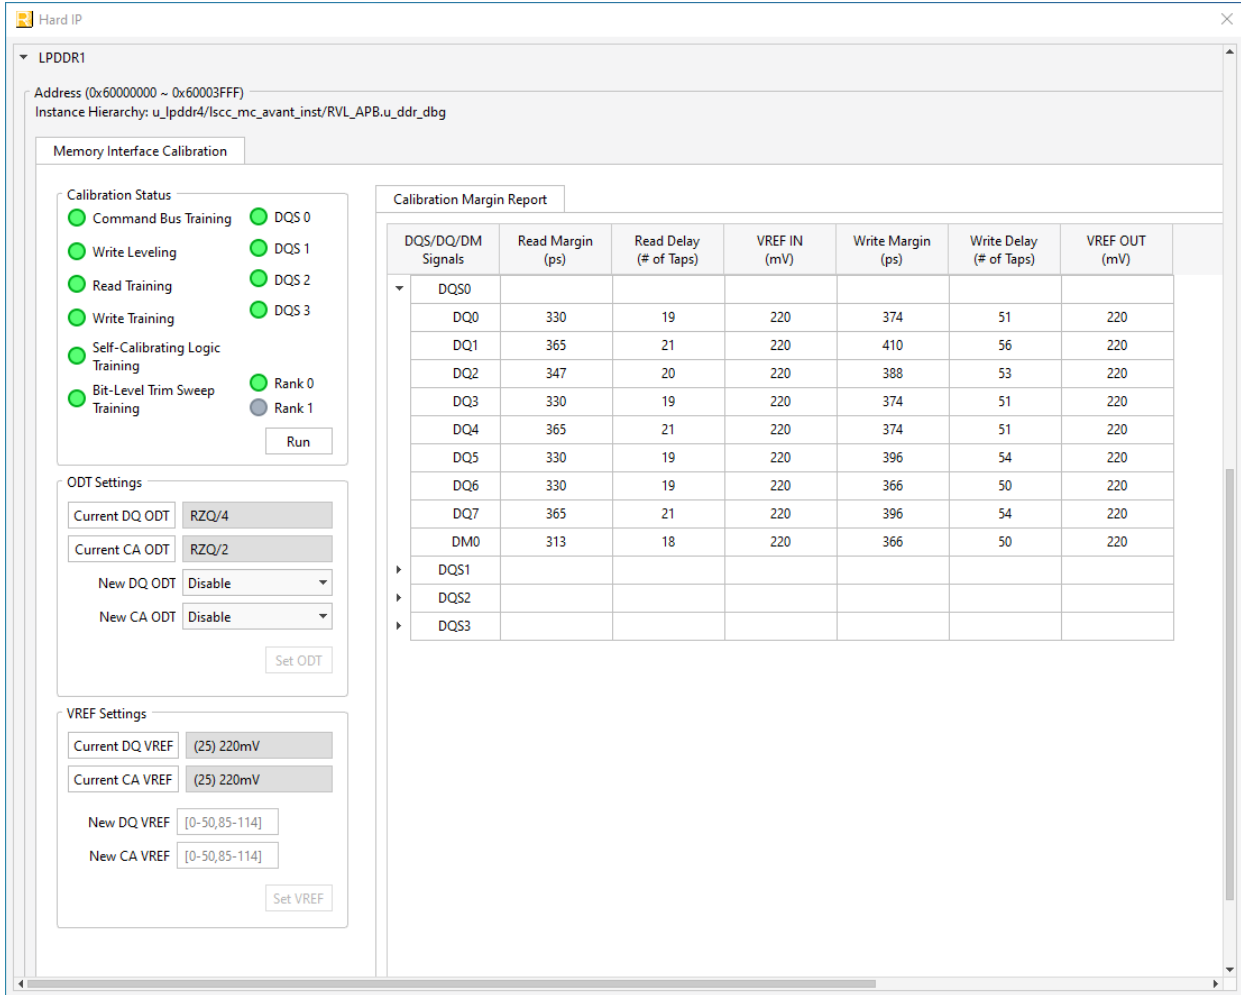 Hard IP
LPDDR1
Address (0x60000000 ~ 0x60003FFF)
Instance Hierarchy: u_lpddr4/lscc_mc_avant_inst/RVL_APB.u_ddr_dbg
Memory Interface Calibration
Calibration Status
Command Bus Training DQS 0
Write Leveling DQS 1
Read Training DQS 2
Write Training DQS 3
Self-Calibrating Logic
Training
Bit-Level Trim Sweep Rank 0
Training Rank 1
Run
ODT Settings
Current DQ ODT RZQ/4
Current CA ODT RZQ/2
New DQ ODT Disable
New CA ODT Disable
Set ODT
VREF Settings
Current DQ VREF (25) 220mV
Current CA VREF (25) 220mV
New DQ VREF [0-50,85-114]
New CA VREF [0-50,85-114]
Set VREF
Calibration Margin Report
DQS/DQ/DM Read Margin Read Delay VREF IN Write Margin Write Delay VREF OUT
Signals (ps) (# of Taps) (mV) (ps) (# of Taps) (mV)
DQS0
DQ0 330 19 220 374 51 220
DQ1 365 21 220 410 56 220
DQ2 347 20 220 388 53 220
DQ3 330 19 220 374 51 220
DQ4 365 21 220 374 51 220
DQ5 330 19 220 396 54 220
DQ6 330 19 220 366 50 220
DQ7 365 21 220 396 54 220
DM0 313 18 220 366 50 220
DQS1
DQS2
DQS3